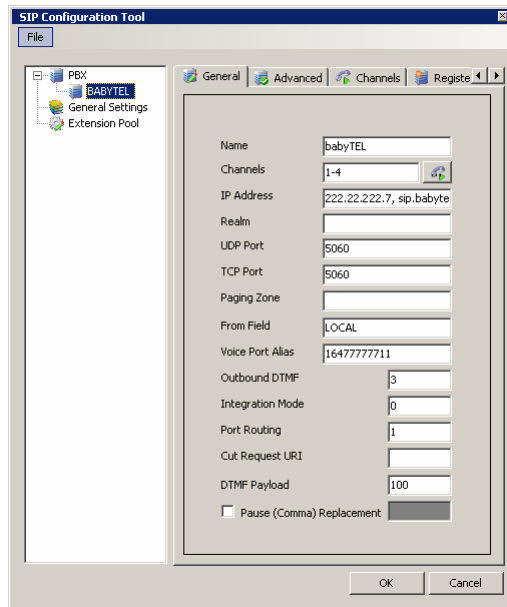 SIP Configuration Tool
File
PBX
BABYTEL
General Settings
Extension Pool
General Advanced Channels Registe
Name babyTEL
Channels 1-4
IP Address 222.22.222.7, sip.babyte
Realm
UDP Port 5060
TCP Port 5060
Paging Zone
From Field LOCAL
Voice Port Alias 16477777711
Outbound DTMF 3
Integration Mode 0
Port Routing 1
Cut Request URI
DTMF Payload 100
Pause (Comma) Replacement
OK Cancel